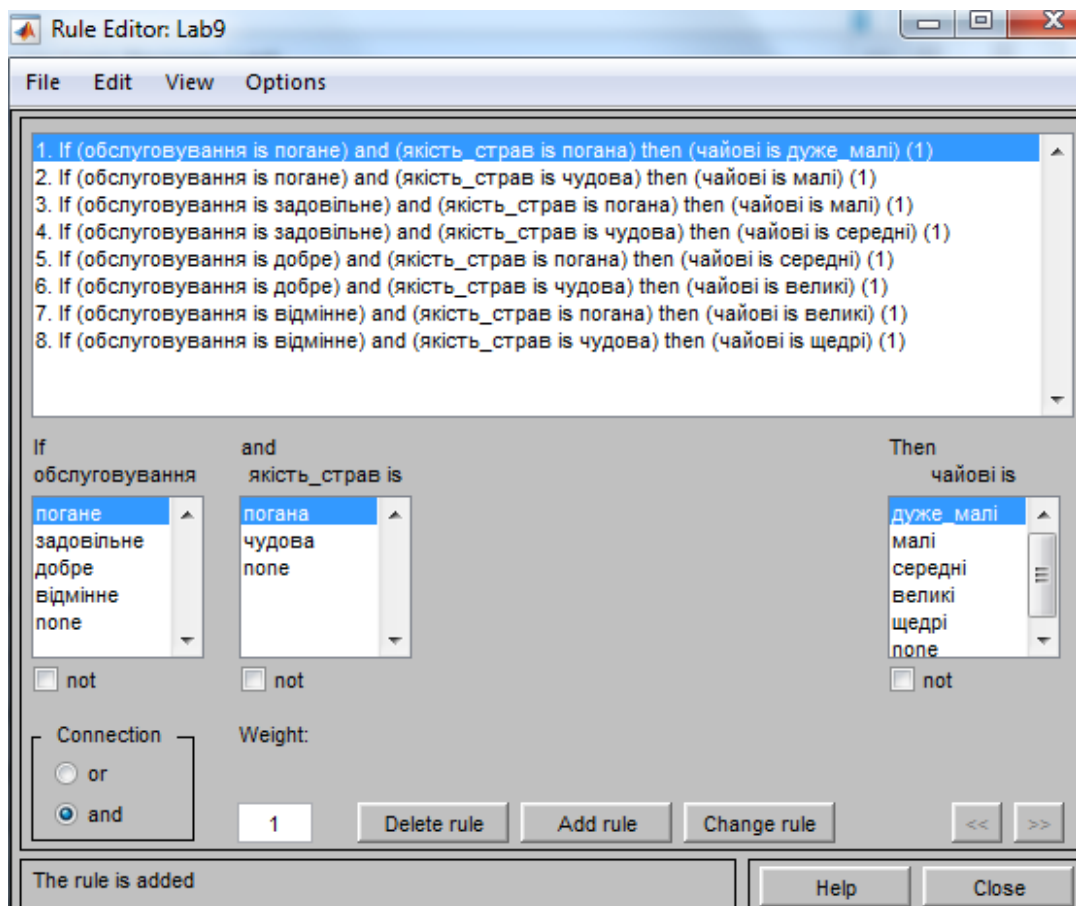 Rule Editor: Lab9
File Edit View Options
1. If (обслуговування is погане) and (якість_страв is погана) then (чайові is дуже_малі) (1)
2. If (обслуговування is погане) and (якість_страв is чудова) then (чайові is малі) (1)
3. If (обслуговування is задовільне) and (якість_страв is погана) then (чайові is малі) (1)
4. If (обслуговування is задовільне) and (якість_страв is чудова) then (чайові is середні) (1)
5. If (обслуговування is добре) and (якість_страв is погана) then (чайові is середні) (1)
6. If (обслуговування is добре) and (якість_страв is чудова) then (чайові is великі) (1)
7. If (обслуговування is відмінне) and (якість_страв is погана) then (чайові is великі) (1)
8. If (обслуговування is відмінне) and (якість_страв is чудова) then (чайові is щедрі) (1)
If
обслуговування
погане
задовільне
добре
відмінне
none
not
and
якість_страв is
погана
чудова
none
not
Then
чайові is
дуже_малі
малі
середні
великі
щедрі
none
not
Connection
or
and
Weight:
1
Delete rule
Add rule
Change rule
<<
>>
The rule is added
Help
Close